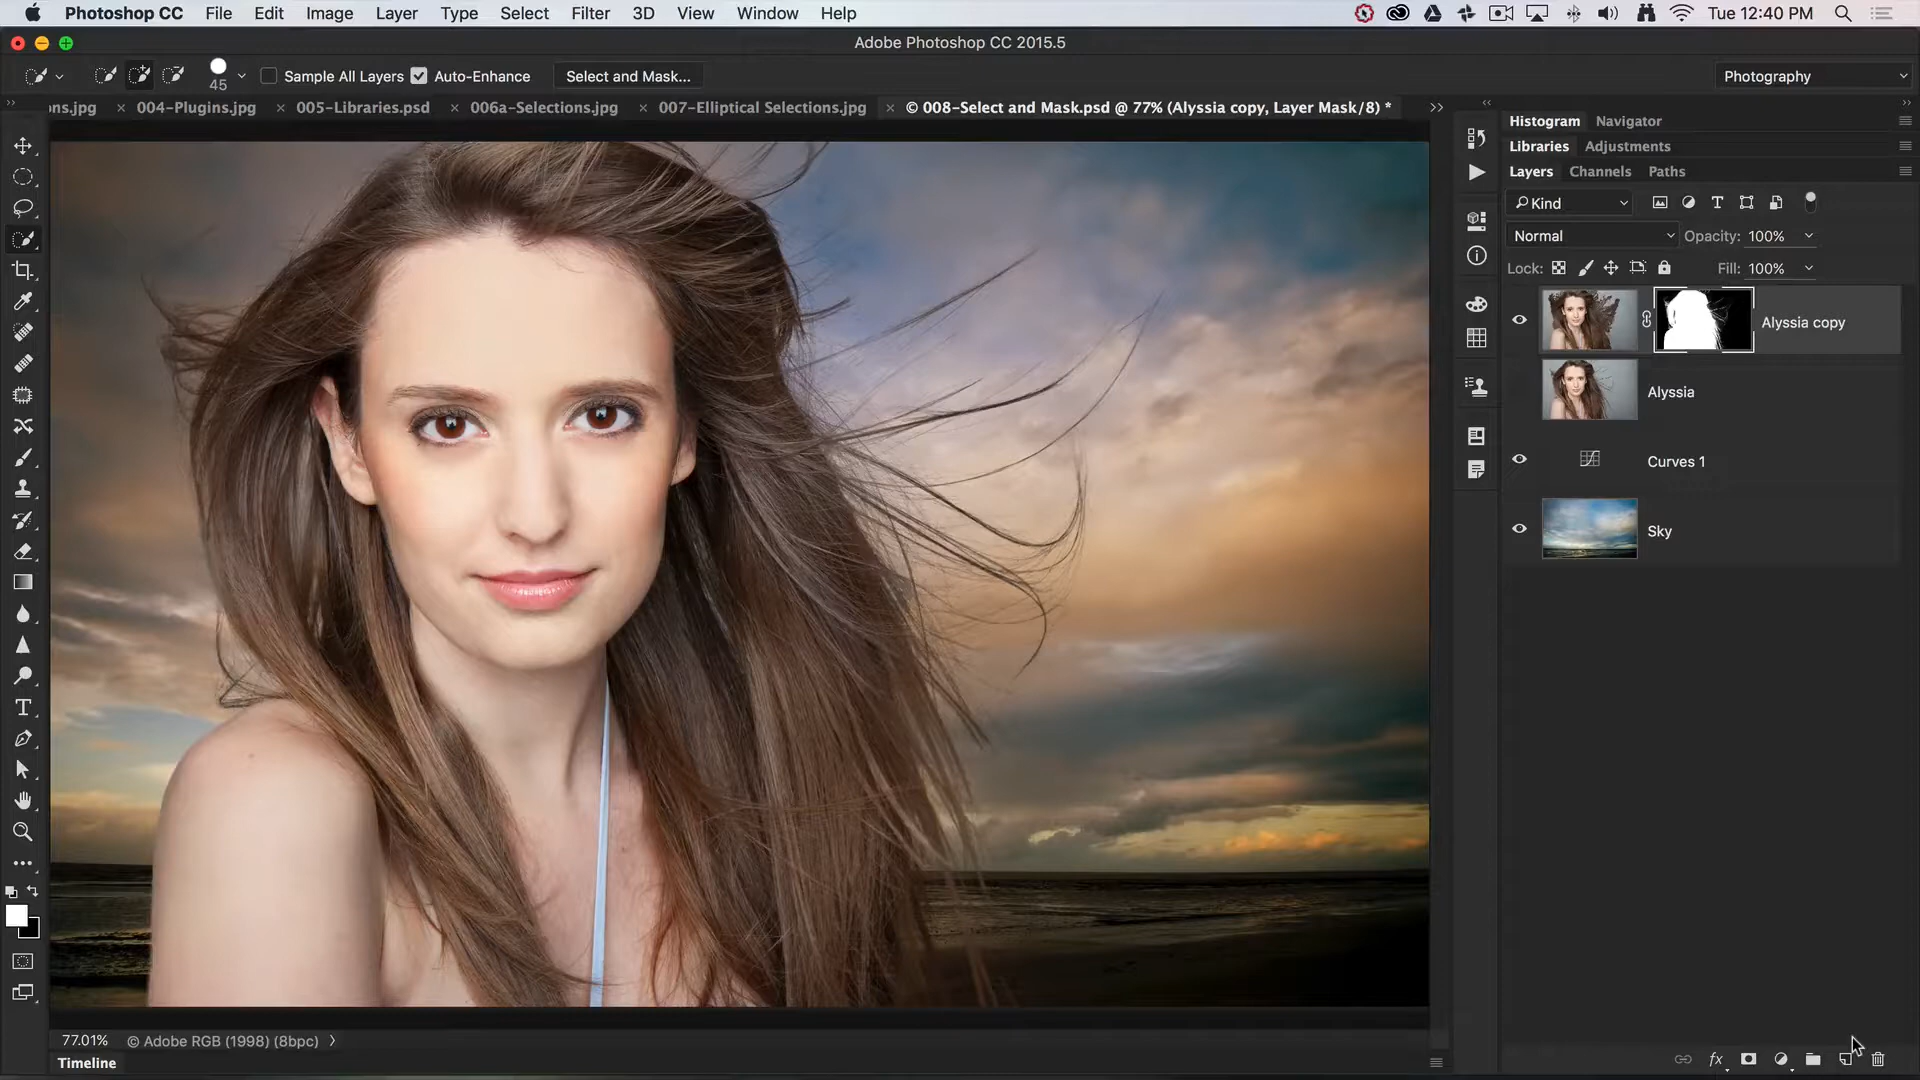 Photoshop CC File Edit Image Layer Type Select Filter 3D View Window Help Tue 12:40 PM
Adobe Photoshop CC 2015.5
45 Sample All Layers Auto-Enhance Select and Mask... Photography
ons.jpg × 004-Plugins.jpg × 005-Libraries.psd × 006a-Selections.jpg × 007-Elliptical Selections.jpg × © 008-Select and Mask.psd @ 77% (Alyssia copy, Layer Mask/8) *
Histogram Navigator
Libraries Adjustments
Layers Channels Paths
Kind
Normal Opacity: 100%
Lock: Fill: 100%
Alyssia copy
Alyssia
Curves 1
Sky
77.01% © Adobe RGB (1998) (8bpc)
Timeline
fx